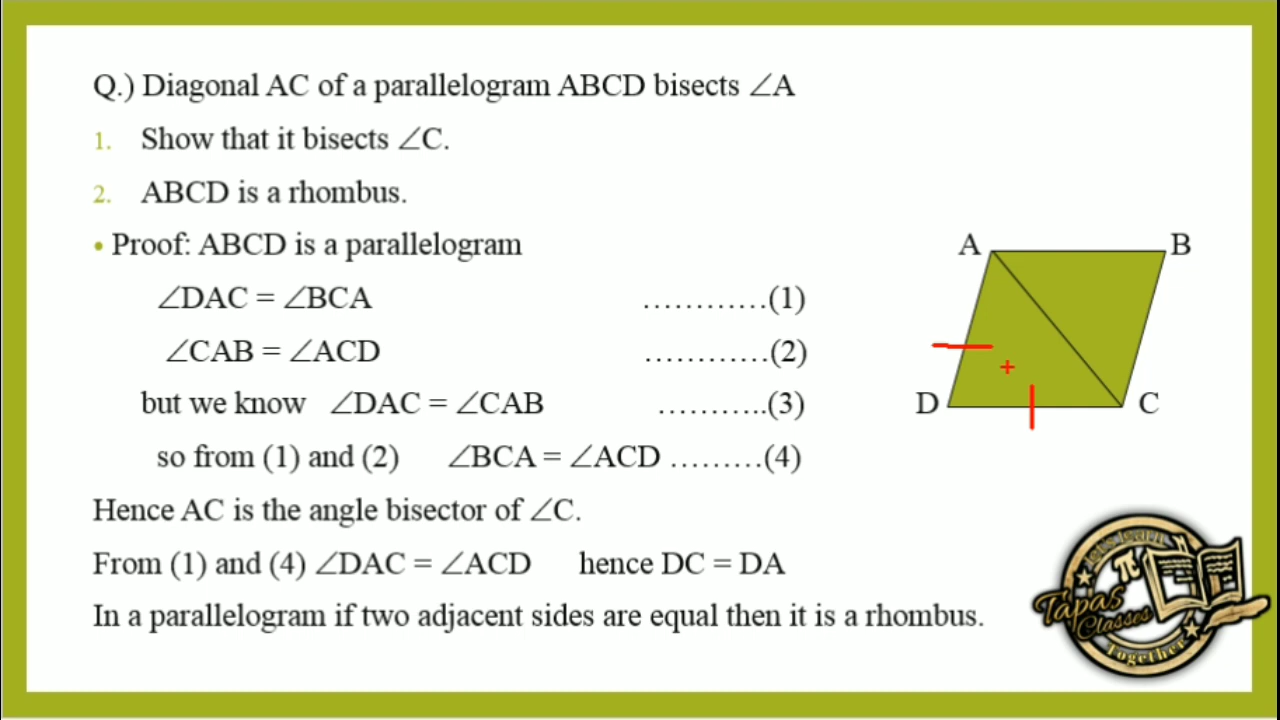 Q.) Diagonal AC of a parallelogram ABCD bisects ∠A
1. Show that it bisects ∠C.
2. ABCD is a rhombus.
• Proof: ABCD is a parallelogram
∠DAC = ∠BCA …………(1)
∠CAB = ∠ACD …………(2)
but we know ∠DAC = ∠CAB ………..(3)
so from (1) and (2) ∠BCA = ∠ACD ………(4)
Hence AC is the angle bisector of ∠C.
From (1) and (4) ∠DAC = ∠ACD hence DC = DA
In a parallelogram if two adjacent sides are equal then it is a rhombus.
A B
D C
Let's learn
π
Tapas
Classes
Together